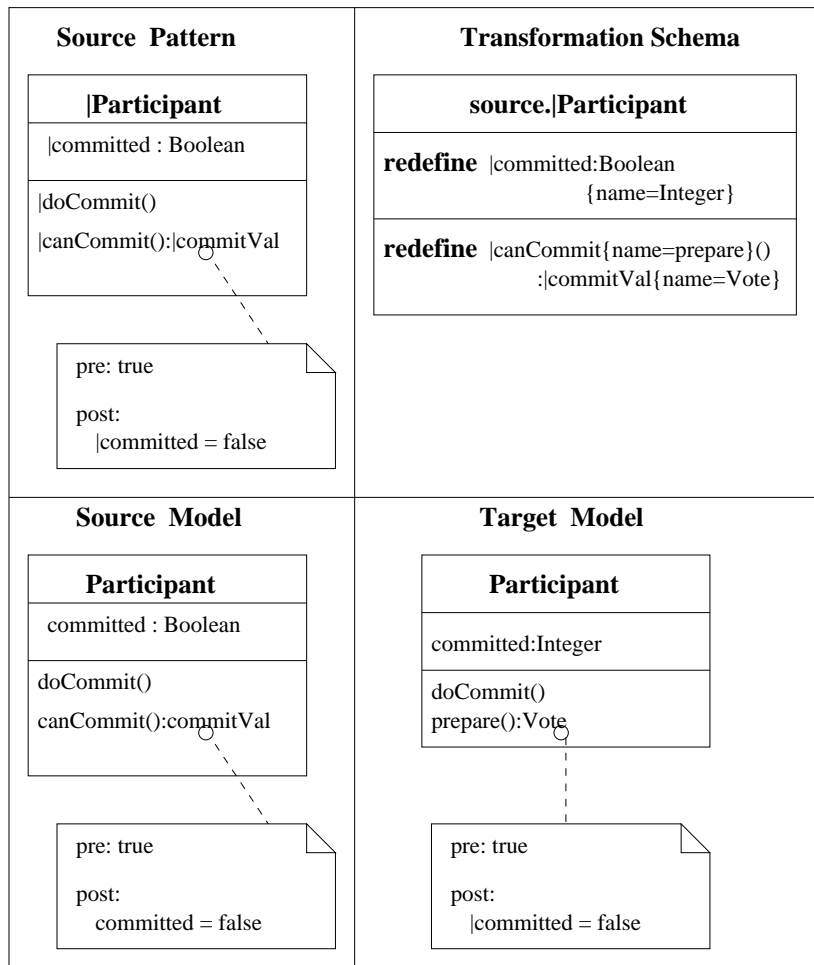 Source Pattern
|Participant
|committed : Boolean
|doCommit()
|canCommit():|commitVal
pre: true
post:
|committed = false
Transformation Schema
source.|Participant
redefine |committed:Boolean
{name=Integer}
redefine |canCommit{name=prepare}()
:|commitVal{name=Vote}
Source Model
Participant
committed : Boolean
doCommit()
canCommit():commitVal
pre: true
post:
committed = false
Target Model
Participant
committed:Integer
doCommit()
prepare():Vote
pre: true
post:
|committed = false